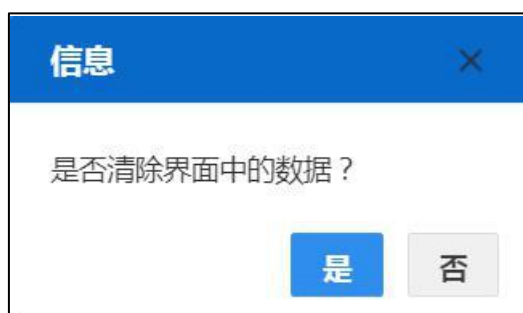 信息
是否清除界面中的数据？
是 否